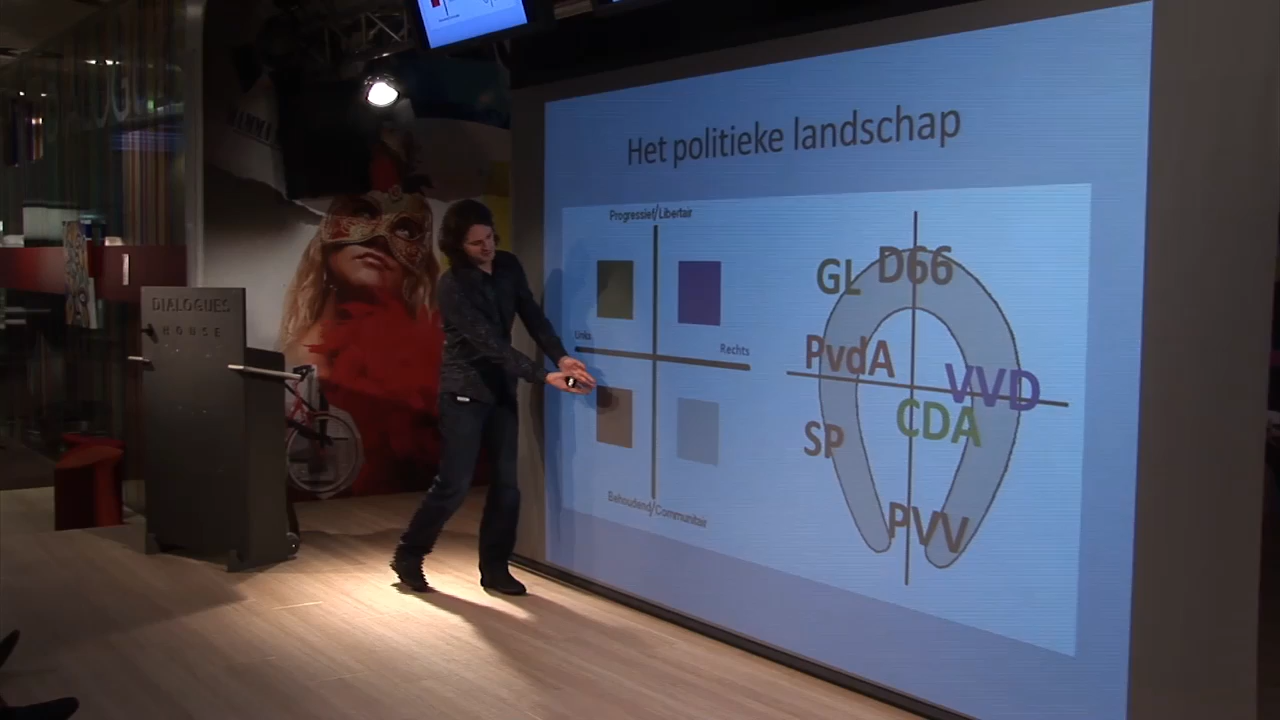 Het politieke landschap
Progressief/Libertair
Links
Rechts
Behoudend/Communitair
GL
D66
PvdA
VVD
CDA
SP
PVV
DIALOGUES
HOUSE